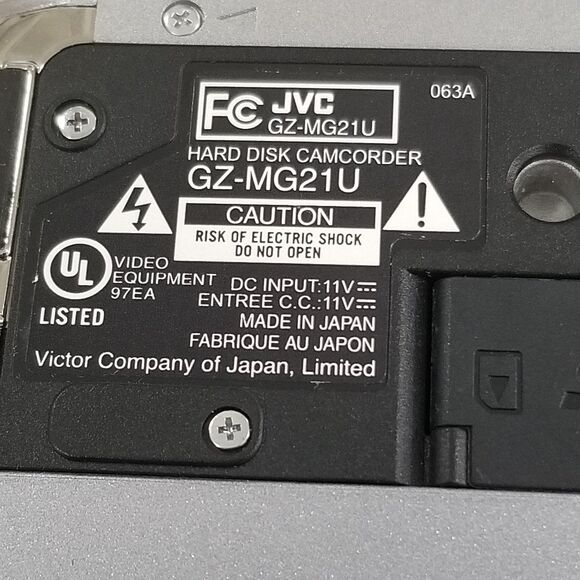 FC JVC
GZ-MG21U
063A
HARD DISK CAMCORDER
GZ-MG21U
CAUTION
RISK OF ELECTRIC SHOCK
DO NOT OPEN
UL
LISTED
VIDEO
EQUIPMENT
97EA
DC INPUT:11V⎓
ENTREE C.C.:11V⎓
MADE IN JAPAN
FABRIQUE AU JAPON
Victor Company of Japan, Limited